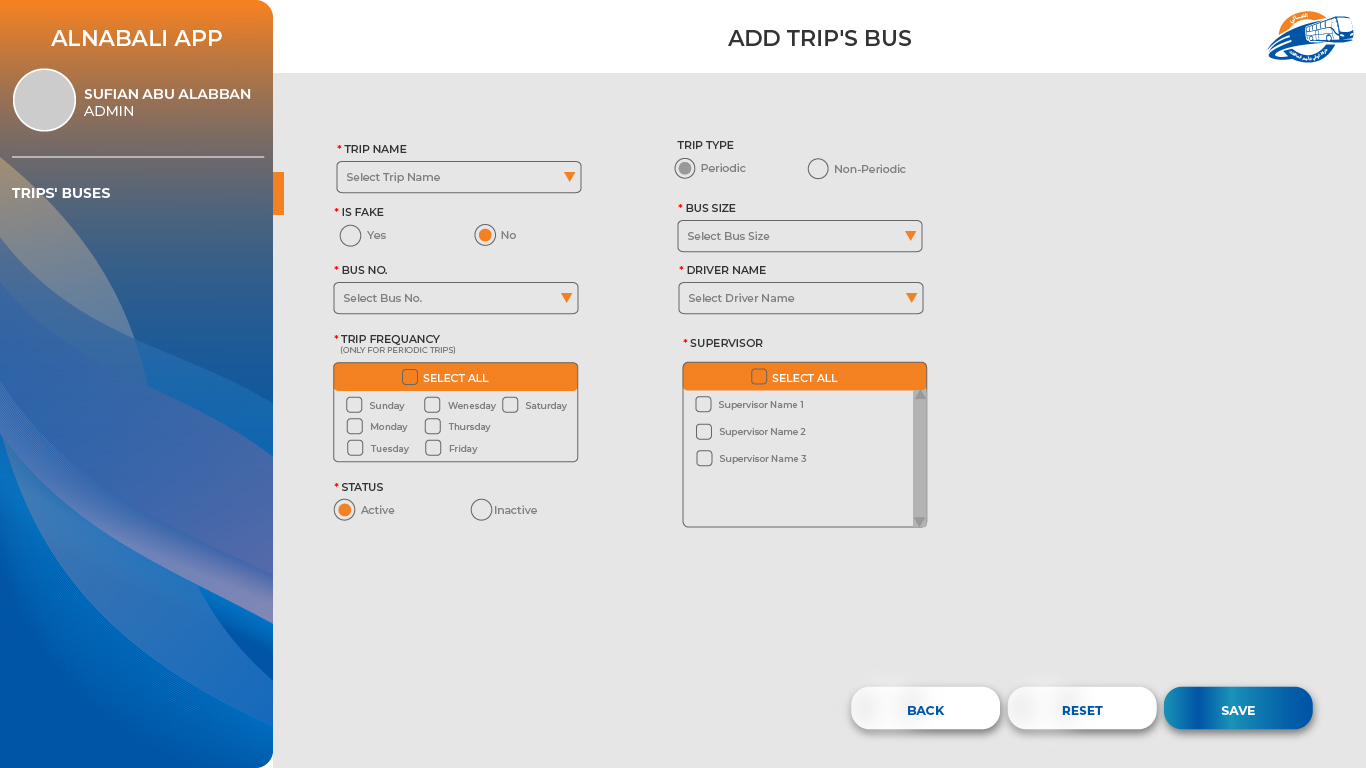 ALNABALI APP
SUFIAN ABU ALABBAN
ADMIN
TRIPS' BUSES
ADD TRIP'S BUS
* TRIP NAME
Select Trip Name
TRIP TYPE
Periodic
Non-Periodic
* IS FAKE
Yes
No
* BUS SIZE
Select Bus Size
* BUS NO.
Select Bus No.
* DRIVER NAME
Select Driver Name
* TRIP FREQUANCY
(ONLY FOR PERIODIC TRIPS)
SELECT ALL
Sunday Wenesday Saturday
Monday Thursday
Tuesday Friday
* SUPERVISOR
SELECT ALL
Supervisor Name 1
Supervisor Name 2
Supervisor Name 3
* STATUS
Active
Inactive
BACK
RESET
SAVE